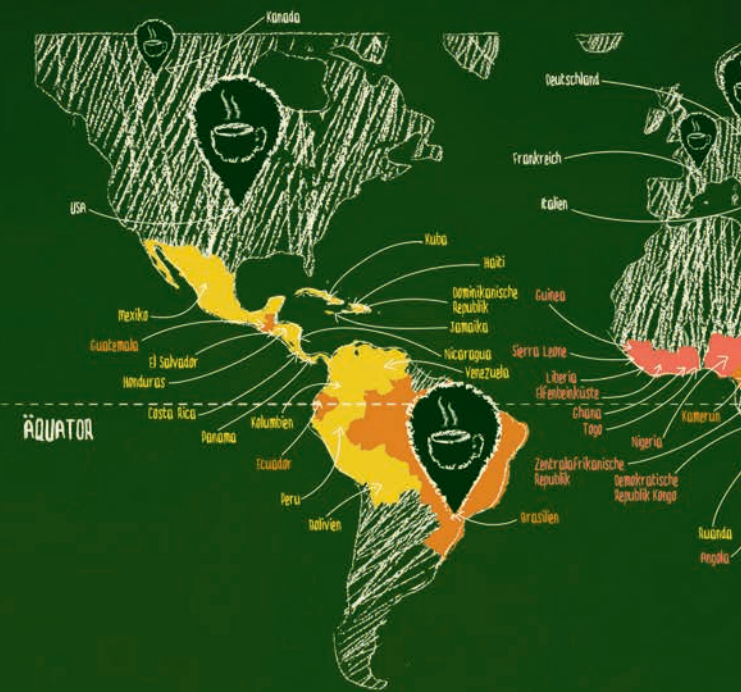 Kanada
Deutschland
Frankreich
USA
Italien
Kuba
Haiti
Mexiko
Dominikanische
Republik
Guinea
Jamaika
Guatemala
El Salvador
Nicaragua
Sierra Leone
Honduras
Venezuela
Liberia
Elfenbeinküste
Costa Rica
Ghana
Togo
Kamerun
ÄQUATOR
Panama
Kolumbien
Nigeria
Ecuador
Zentralafrikanische
Republik
Demokratische
Republik Kongo
Peru
Bolivien
Brasilien
Ruanda
Angola